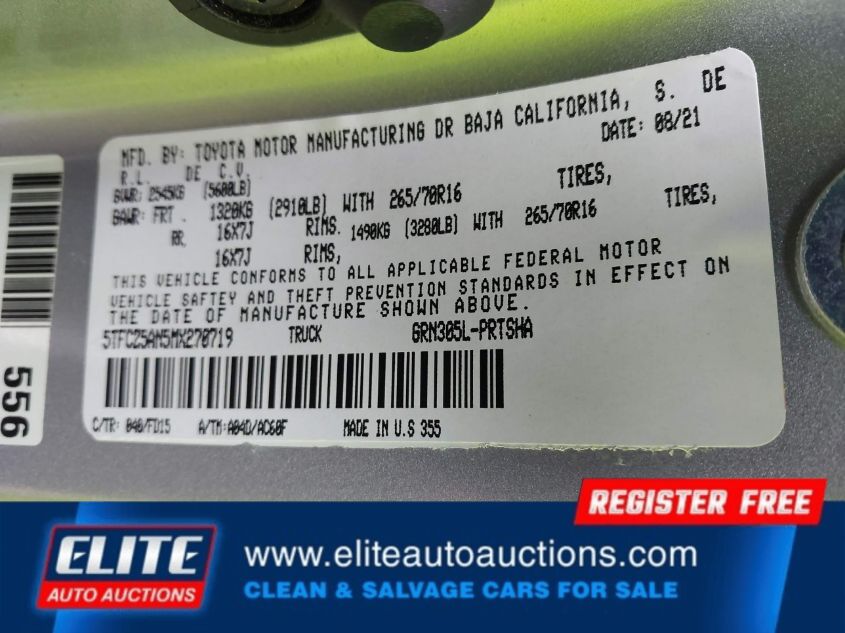 MFD. BY: TOYOTA MOTOR MANUFACTURING DR BAJA CALIFORNIA, S. DE
R.L. DE C.V. DATE: 08/21
GVWR: 2545KG (5600LB)
GAWR: FRT. 1320KG (2910LB) WITH 265/70R16 TIRES,
16X7J RIMS.
RR. 1490KG (3280LB) WITH 265/70R16 TIRES,
16X7J RIMS,
THIS VEHICLE CONFORMS TO ALL APPLICABLE FEDERAL MOTOR
VEHICLE SAFTEY AND THEFT PREVENTION STANDARDS IN EFFECT ON
THE DATE OF MANUFACTURE SHOWN ABOVE.
5TFCZ5AN5MX270719 TRUCK GRN305L-PRTSHA
C/TR: 040/FD15 A/TM:A04D/AC60F MADE IN U.S 355
556
REGISTER FREE
ELITE
AUTO AUCTIONS
www.eliteautoauctions.com
CLEAN & SALVAGE CARS FOR SALE